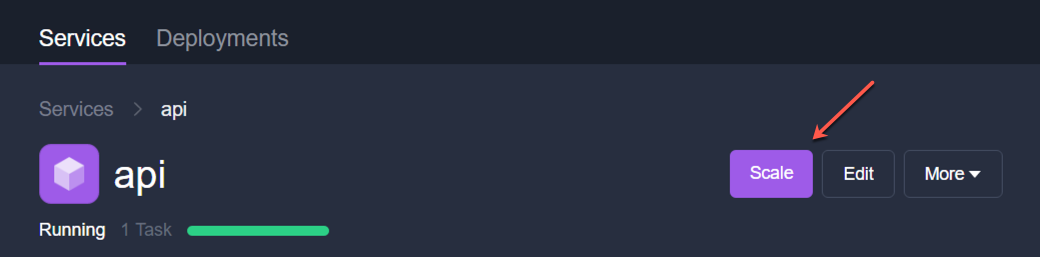 Services Deployments
Services > api
api
Scale Edit More
Running 1 Task